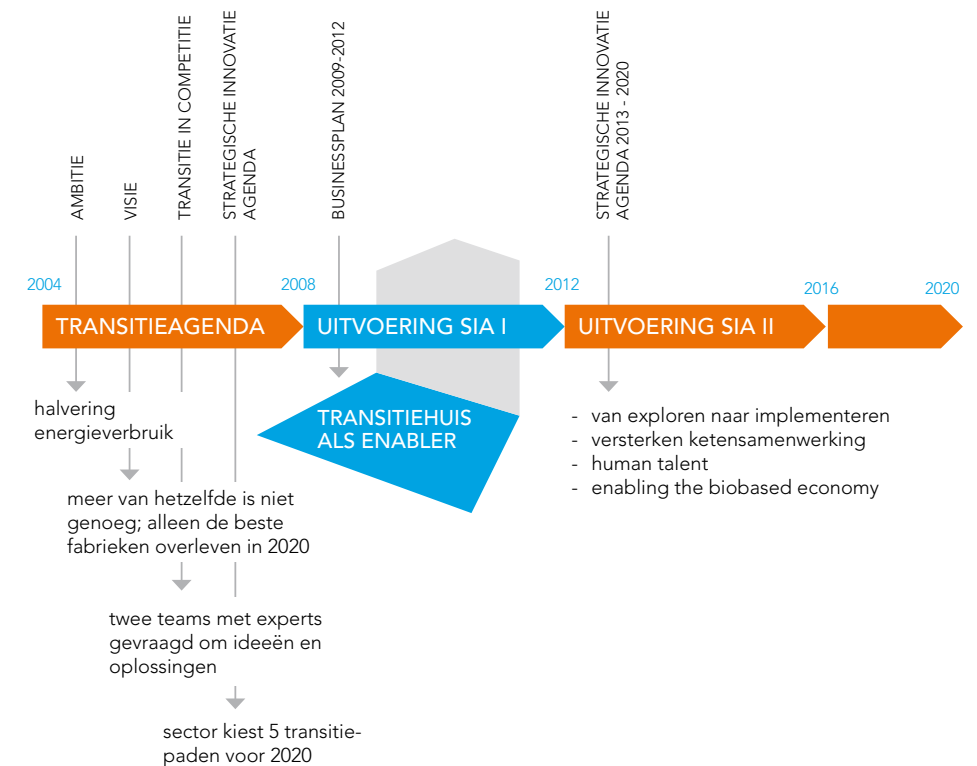 AMBITIE
VISIE
TRANSITIE IN COMPETITIE
STRATEGISCHE INNOVATIE
AGENDA
BUSINESSPLAN 2009-2012
STRATEGISCHE INNOVATIE
AGENDA 2013 - 2020
2004
2008
2012
2016
2020
TRANSITIEAGENDA
UITVOERING SIA I
UITVOERING SIA II
halvering
energieverbruik
TRANSITIEHUIS
ALS ENABLER
- van exploren naar implementeren
- versterken ketensamenwerking
- human talent
- enabling the biobased economy
meer van hetzelfde is niet
genoeg; alleen de beste
fabrieken overleven in 2020
twee teams met experts
gevraagd om ideeën en
oplossingen
sector kiest 5 transitie-
paden voor 2020